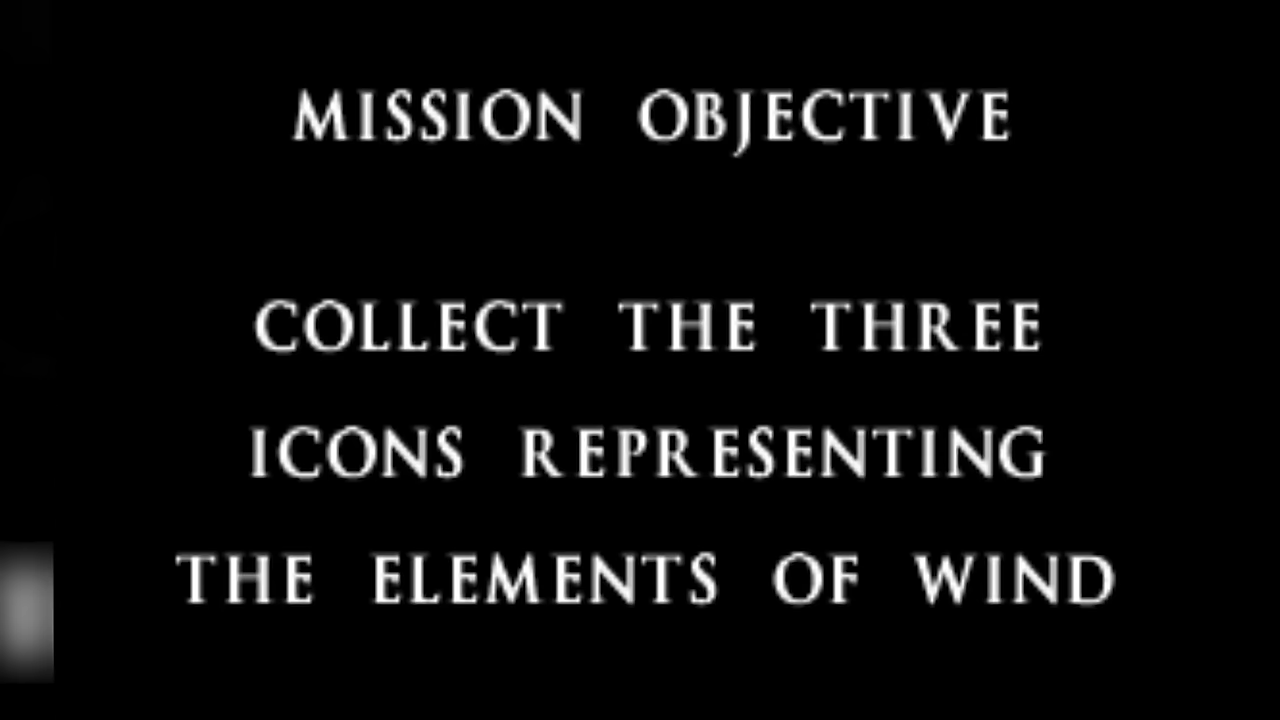 MISSION OBJECTIVE
COLLECT THE THREE
ICONS REPRESENTING
THE ELEMENTS OF WIND